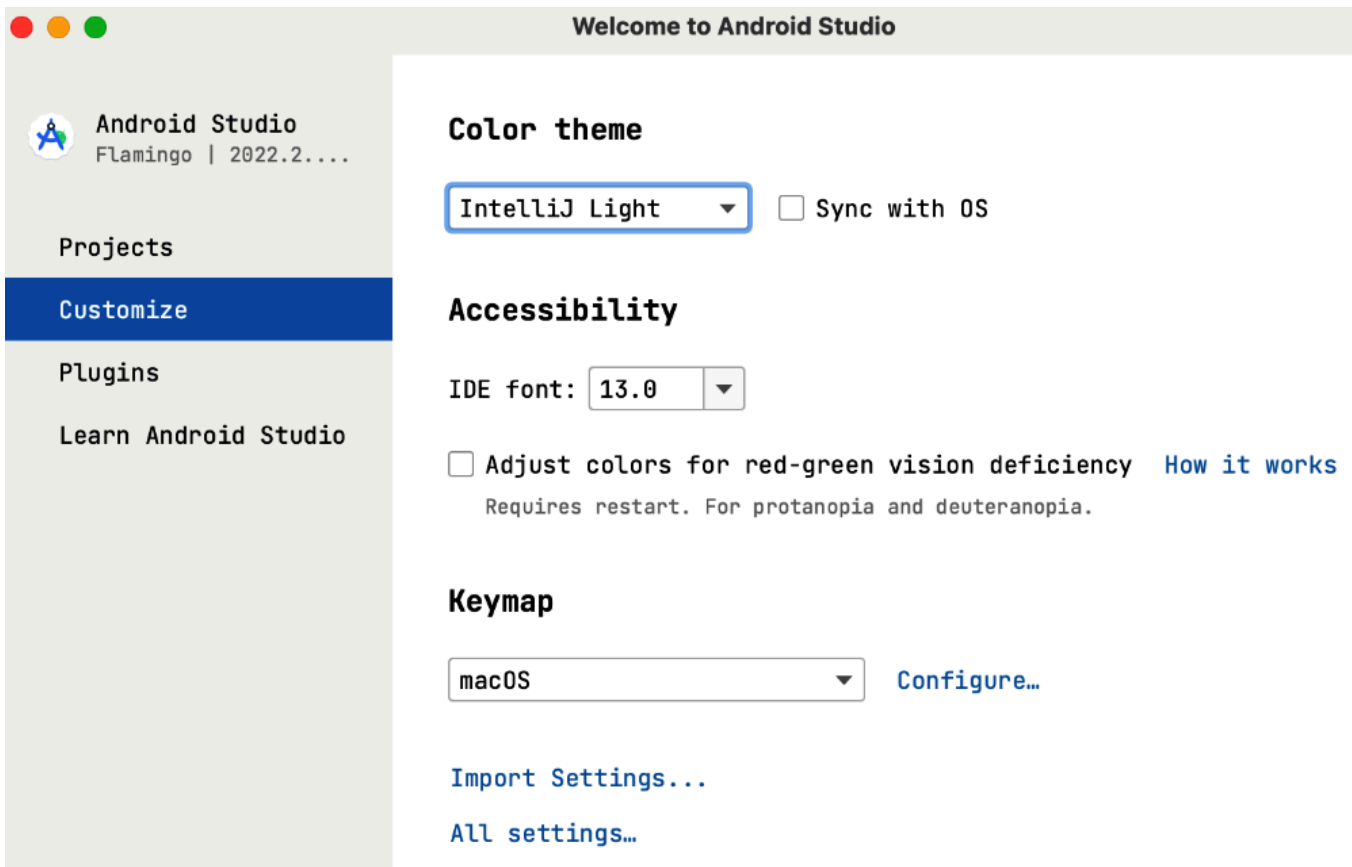 Welcome to Android Studio
Android Studio
Flamingo | 2022.2....
Projects
Customize
Plugins
Learn Android Studio
Color theme
IntelliJ Light
Sync with OS
Accessibility
IDE font: 13.0
Adjust colors for red-green vision deficiency How it works
Requires restart. For protanopia and deuteranopia.
Keymap
macOS
Configure…
Import Settings...
All settings…